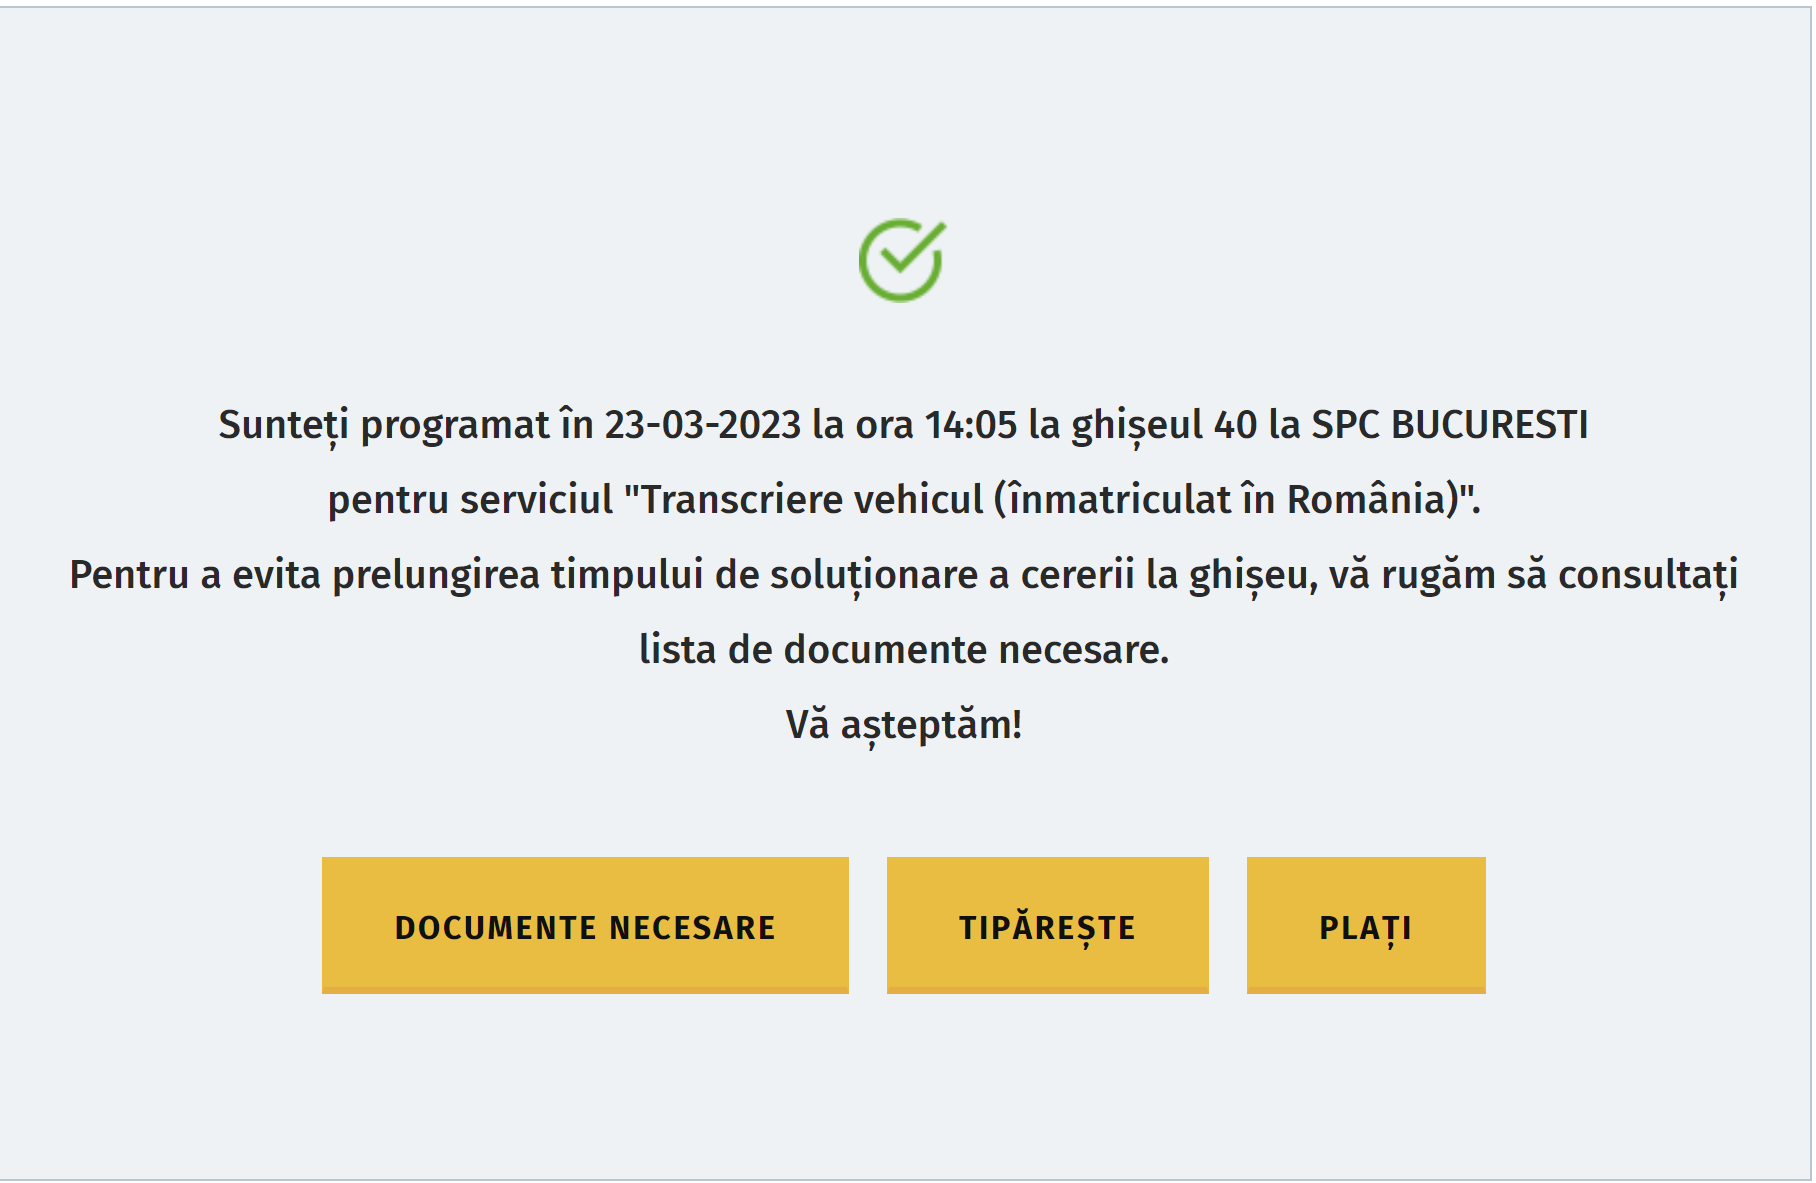 Sunteți programat în 23-03-2023 la ora 14:05 la ghișeul 40 la SPC BUCURESTI
pentru serviciul "Transcriere vehicul (înmatriculat în România)".
Pentru a evita prelungirea timpului de soluționare a cererii la ghișeu, vă rugăm să consultați
lista de documente necesare.
Vă așteptăm!
DOCUMENTE NECESARE
TIPĂREȘTE
PLAȚI